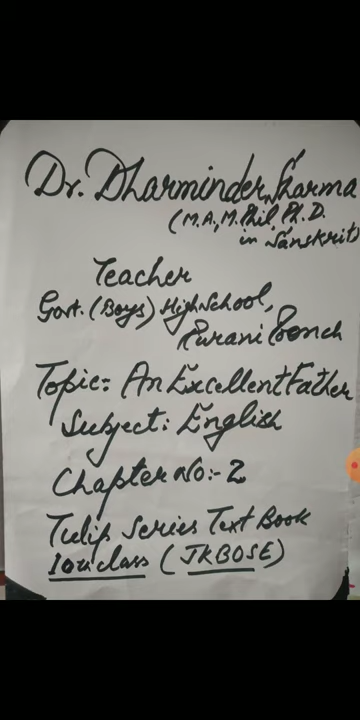 Dr. Dharminder Sharma
(M.A, M.Phil, Ph.D.
in Sanskrit)
Teacher
Govt. (Boys) High School,
Purani Poonch
Topic:- An Excellent Father
Subject: English
Chapter No:- 2
Tulip Series Text Book
10th class (JKBOSE)